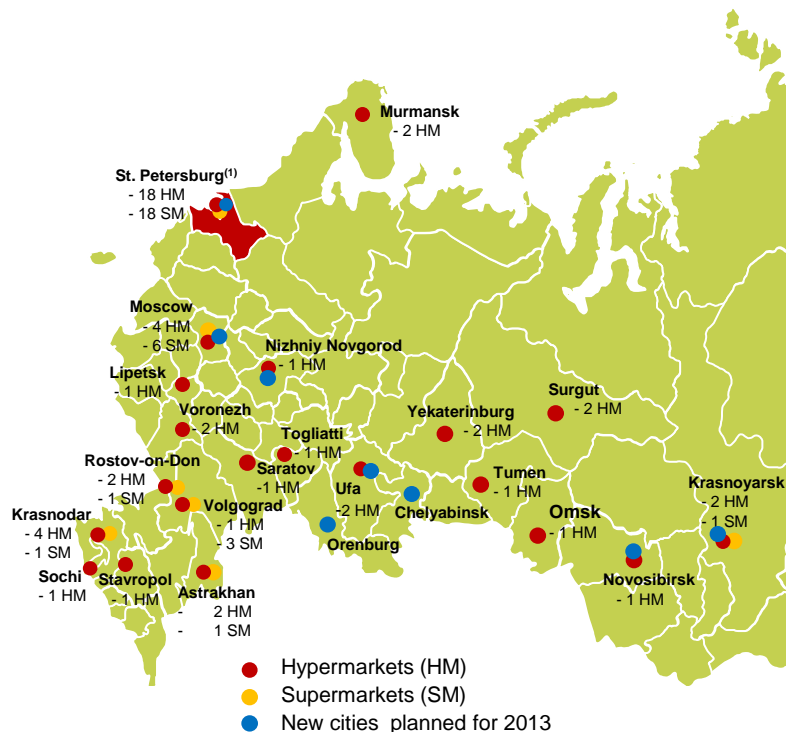 Murmansk
- 2 HM
St. Petersburg(1)
- 18 HM
- 18 SM
Moscow
- 4 HM
- 6 SM
Nizhniy Novgorod
- 1 HM
Lipetsk
- 1 HM
Voronezh
- 2 HM
Surgut
- 2 HM
Yekaterinburg
- 2 HM
Togliatti
- 1 HM
Rostov-on-Don
- 2 HM
- 1 SM
Saratov
-1 HM
Ufa
-2 HM
Chelyabinsk
Tumen
- 1 HM
Krasnoyarsk
- 2 HM
- 1 SM
Krasnodar
- 4 HM
- 1 SM
Volgograd
- 1 HM
- 3 SM
Orenburg
Omsk
- 1 HM
Sochi
- 1 HM
Stavropol
- 1 HM
Astrakhan
- 2 HM
- 1 SM
Novosibirsk
- 1 HM
Hypermarkets (HM)
Supermarkets (SM)
New cities planned for 2013